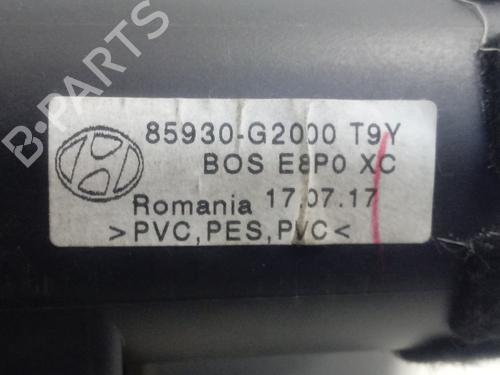 85930-G2000 T9Y
BOS E8P0 XC
Romania 17.07.17
>PVC,PES,PVC<
B-PARTS